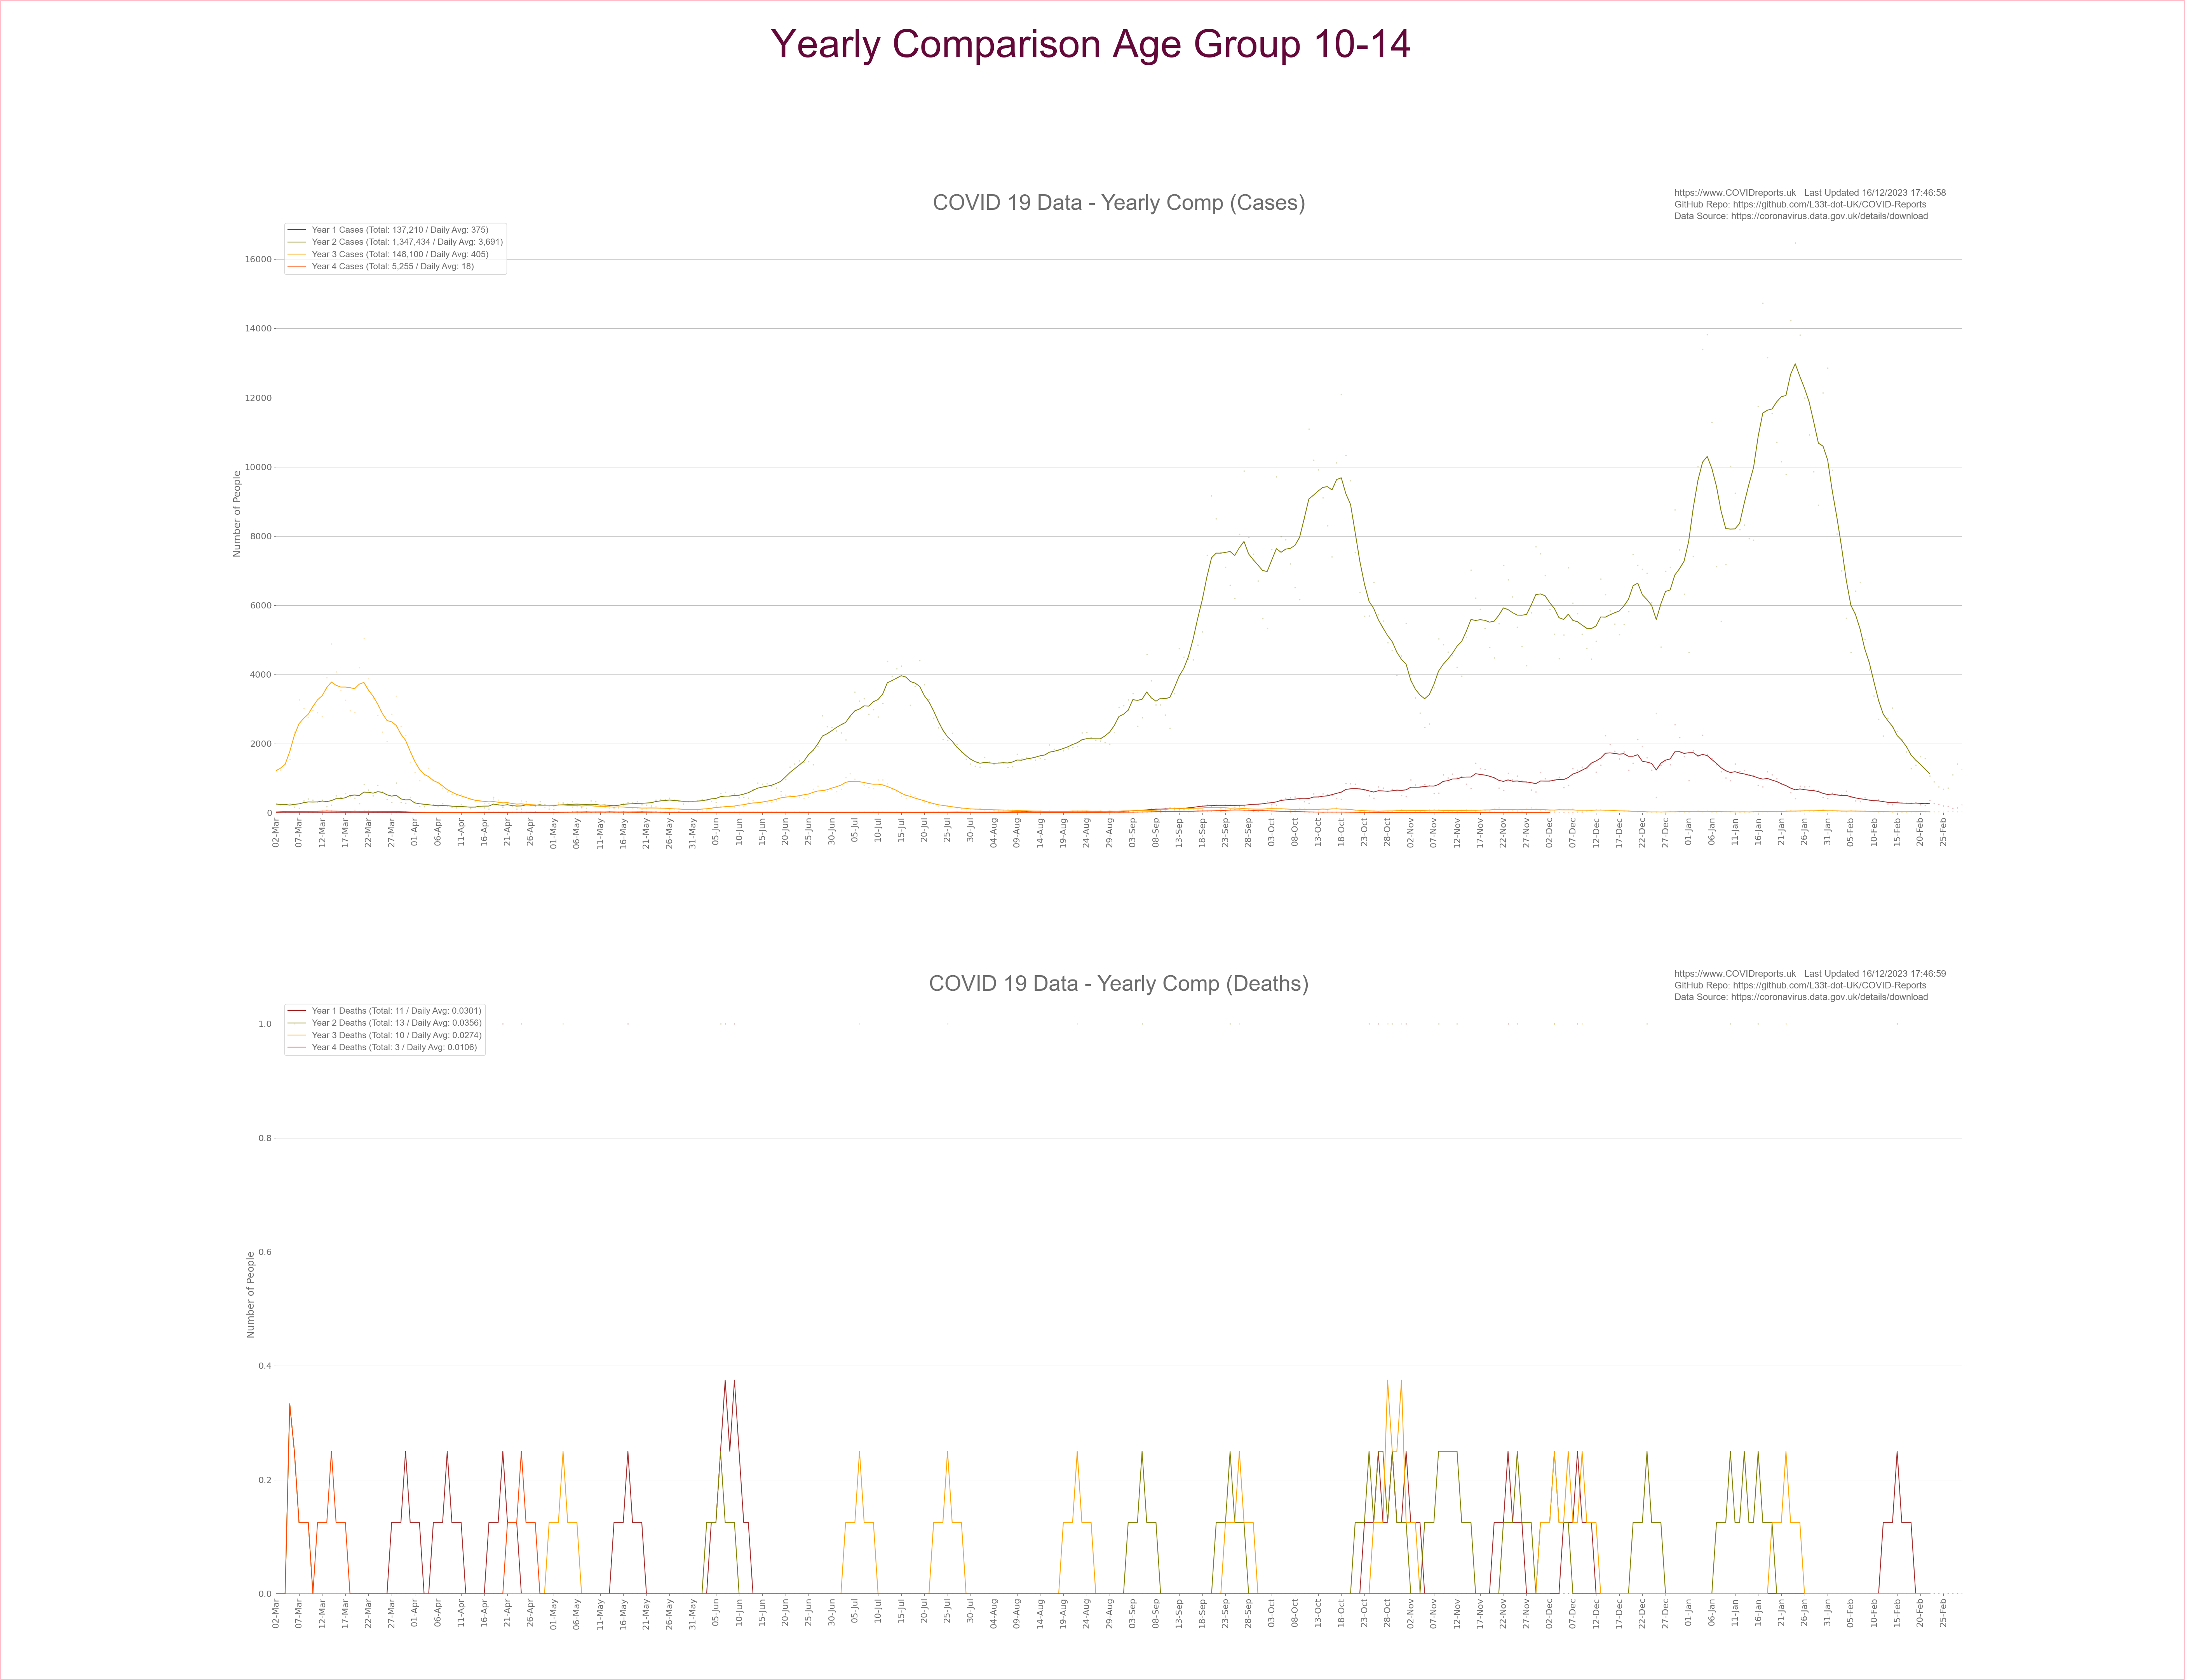 Yearly Comparison Age Group 10-14
COVID 19 Data - Yearly Comp (Cases)
https://www.COVIDreports.uk   Last Updated 16/12/2023 17:46:58
GitHub Repo: https://github.com/L33t-dot-UK/COVID-Reports
Data Source: https://coronavirus.data.gov.uk/details/download
Year 1 Cases (Total: 137,210 / Daily Avg: 375)
Year 2 Cases (Total: 1,347,434 / Daily Avg: 3,691)
Year 3 Cases (Total: 148,100 / Daily Avg: 405)
Year 4 Cases (Total: 5,255 / Daily Avg: 18)
Number of People
16000
14000
12000
10000
8000
6000
4000
2000
0
02-Mar 07-Mar 12-Mar 17-Mar 22-Mar 27-Mar 01-Apr 06-Apr 11-Apr 16-Apr 21-Apr 26-Apr 01-May 06-May 11-May 16-May 21-May 26-May 31-May 05-Jun 10-Jun 15-Jun 20-Jun 25-Jun 30-Jun 05-Jul 10-Jul 15-Jul 20-Jul 25-Jul 30-Jul 04-Aug 09-Aug 14-Aug 19-Aug 24-Aug 29-Aug 03-Sep 08-Sep 13-Sep 18-Sep 23-Sep 28-Sep 03-Oct 08-Oct 13-Oct 18-Oct 23-Oct 28-Oct 02-Nov 07-Nov 12-Nov 17-Nov 22-Nov 27-Nov 02-Dec 07-Dec 12-Dec 17-Dec 22-Dec 27-Dec 01-Jan 06-Jan 11-Jan 16-Jan 21-Jan 26-Jan 31-Jan 05-Feb 10-Feb 15-Feb 20-Feb 25-Feb
COVID 19 Data - Yearly Comp (Deaths)
https://www.COVIDreports.uk   Last Updated 16/12/2023 17:46:59
GitHub Repo: https://github.com/L33t-dot-UK/COVID-Reports
Data Source: https://coronavirus.data.gov.uk/details/download
Year 1 Deaths (Total: 11 / Daily Avg: 0.0301)
Year 2 Deaths (Total: 13 / Daily Avg: 0.0356)
Year 3 Deaths (Total: 10 / Daily Avg: 0.0274)
Year 4 Deaths (Total: 3 / Daily Avg: 0.0106)
Number of People
1.0
0.8
0.6
0.4
0.2
0.0
02-Mar 07-Mar 12-Mar 17-Mar 22-Mar 27-Mar 01-Apr 06-Apr 11-Apr 16-Apr 21-Apr 26-Apr 01-May 06-May 11-May 16-May 21-May 26-May 31-May 05-Jun 10-Jun 15-Jun 20-Jun 25-Jun 30-Jun 05-Jul 10-Jul 15-Jul 20-Jul 25-Jul 30-Jul 04-Aug 09-Aug 14-Aug 19-Aug 24-Aug 29-Aug 03-Sep 08-Sep 13-Sep 18-Sep 23-Sep 28-Sep 03-Oct 08-Oct 13-Oct 18-Oct 23-Oct 28-Oct 02-Nov 07-Nov 12-Nov 17-Nov 22-Nov 27-Nov 02-Dec 07-Dec 12-Dec 17-Dec 22-Dec 27-Dec 01-Jan 06-Jan 11-Jan 16-Jan 21-Jan 26-Jan 31-Jan 05-Feb 10-Feb 15-Feb 20-Feb 25-Feb